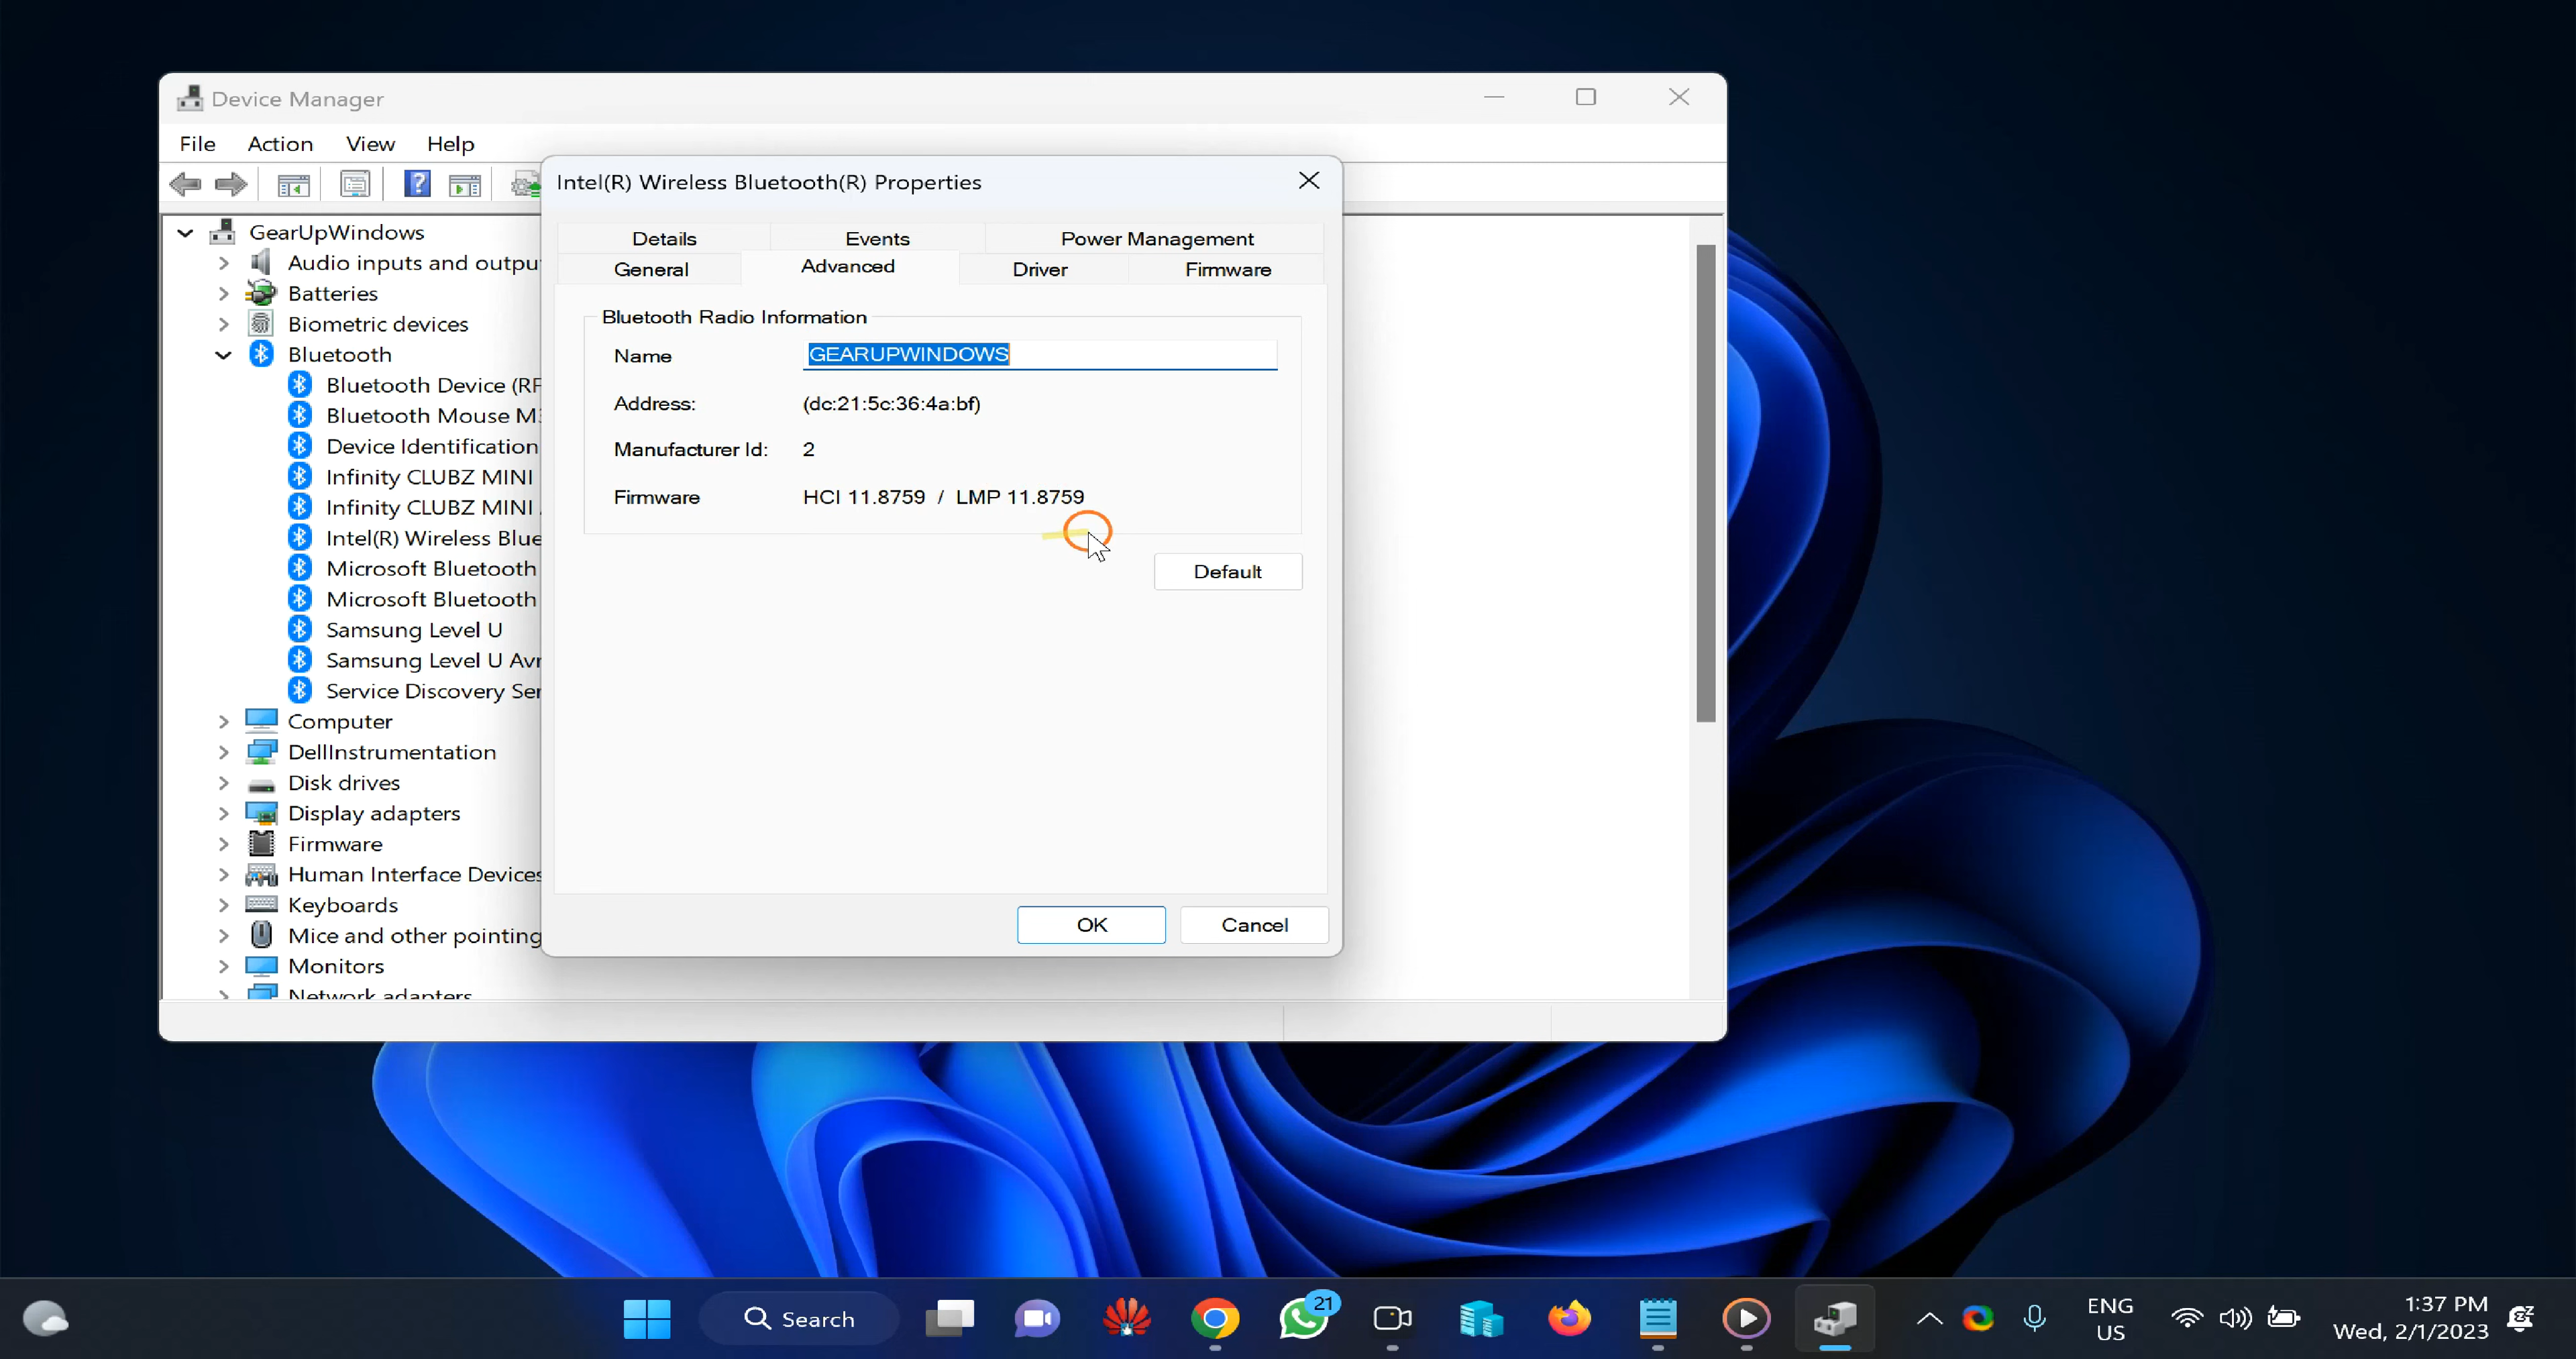 Device Manager
File Action View Help
Intel(R) Wireless Bluetooth(R) Properties
Details Events Power Management
General Advanced Driver Firmware
Bluetooth Radio Information
Name GEARUPWINDOWS
Address: (dc:21:5c:36:4a:bf)
Manufacturer Id: 2
Firmware HCI 11.8759 / LMP 11.8759
Default
OK Cancel
GearUpWindows
Audio inputs and outpu
Batteries
Biometric devices
Bluetooth
Bluetooth Device (RF
Bluetooth Mouse M3
Device Identification
Infinity CLUBZ MINI
Infinity CLUBZ MINI
Intel(R) Wireless Blue
Microsoft Bluetooth
Microsoft Bluetooth
Samsung Level U
Samsung Level U Avr
Service Discovery Ser
Computer
DellInstrumentation
Disk drives
Display adapters
Firmware
Human Interface Devices
Keyboards
Mice and other pointing
Monitors
Network adapters
Search
21
ENG
US
1:37 PM
Wed, 2/1/2023